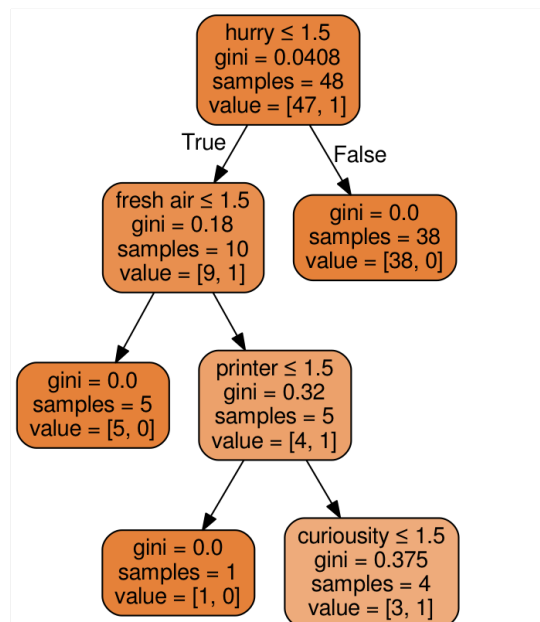 hurry ≤ 1.5
gini = 0.0408
samples = 48
value = [47, 1]
True
False
fresh air ≤ 1.5
gini = 0.18
samples = 10
value = [9, 1]
gini = 0.0
samples = 38
value = [38, 0]
gini = 0.0
samples = 5
value = [5, 0]
printer ≤ 1.5
gini = 0.32
samples = 5
value = [4, 1]
gini = 0.0
samples = 1
value = [1, 0]
curiousity ≤ 1.5
gini = 0.375
samples = 4
value = [3, 1]